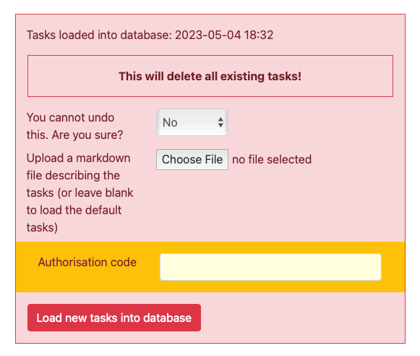 Tasks loaded into database: 2023-05-04 18:32
This will delete all existing tasks!
You cannot undo
this. Are you sure?
No
Upload a markdown
file describing the
tasks (or leave blank
to load the default
tasks)
Choose File no file selected
Authorisation code
Load new tasks into database